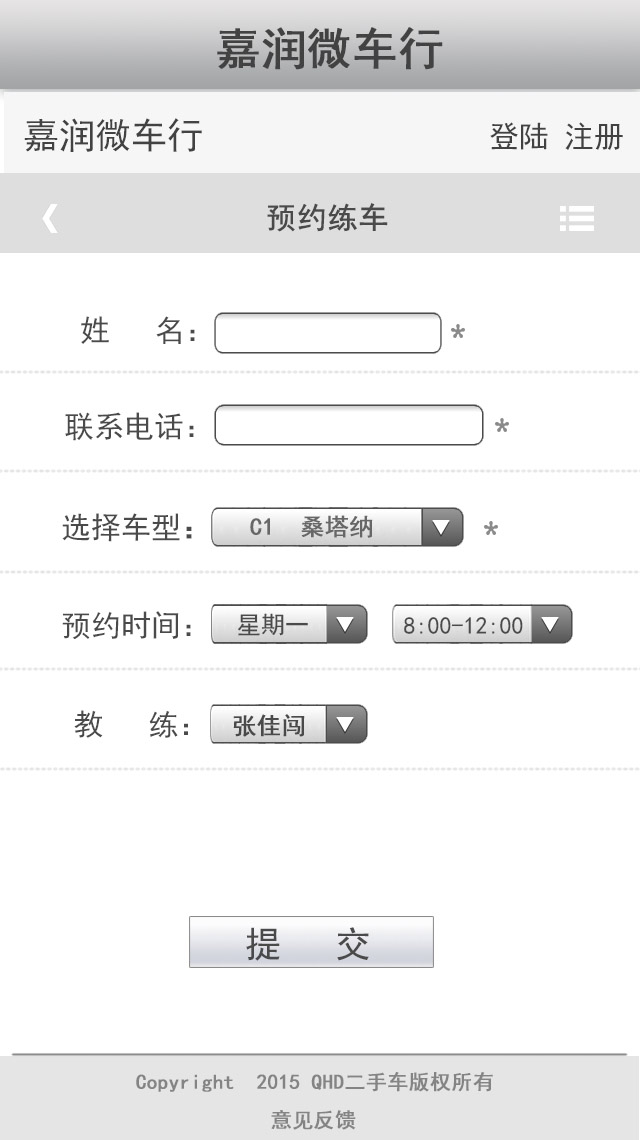 嘉润微车行
嘉润微车行 登陆 注册
预约练车
姓 名： *
联系电话： *
选择车型： C1 桑塔纳 *
预约时间： 星期一 8:00-12:00
教 练： 张佳闯
提 交
Copyright 2015 QHD二手车版权所有
意见反馈